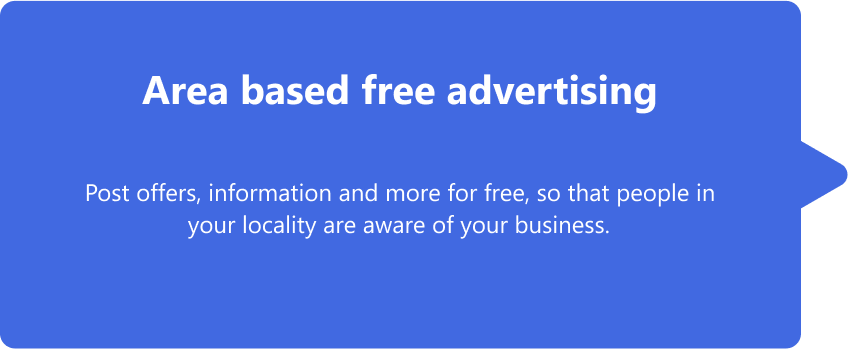 Area based free advertising
Post offers, information and more for free, so that people in
your locality are aware of your business.